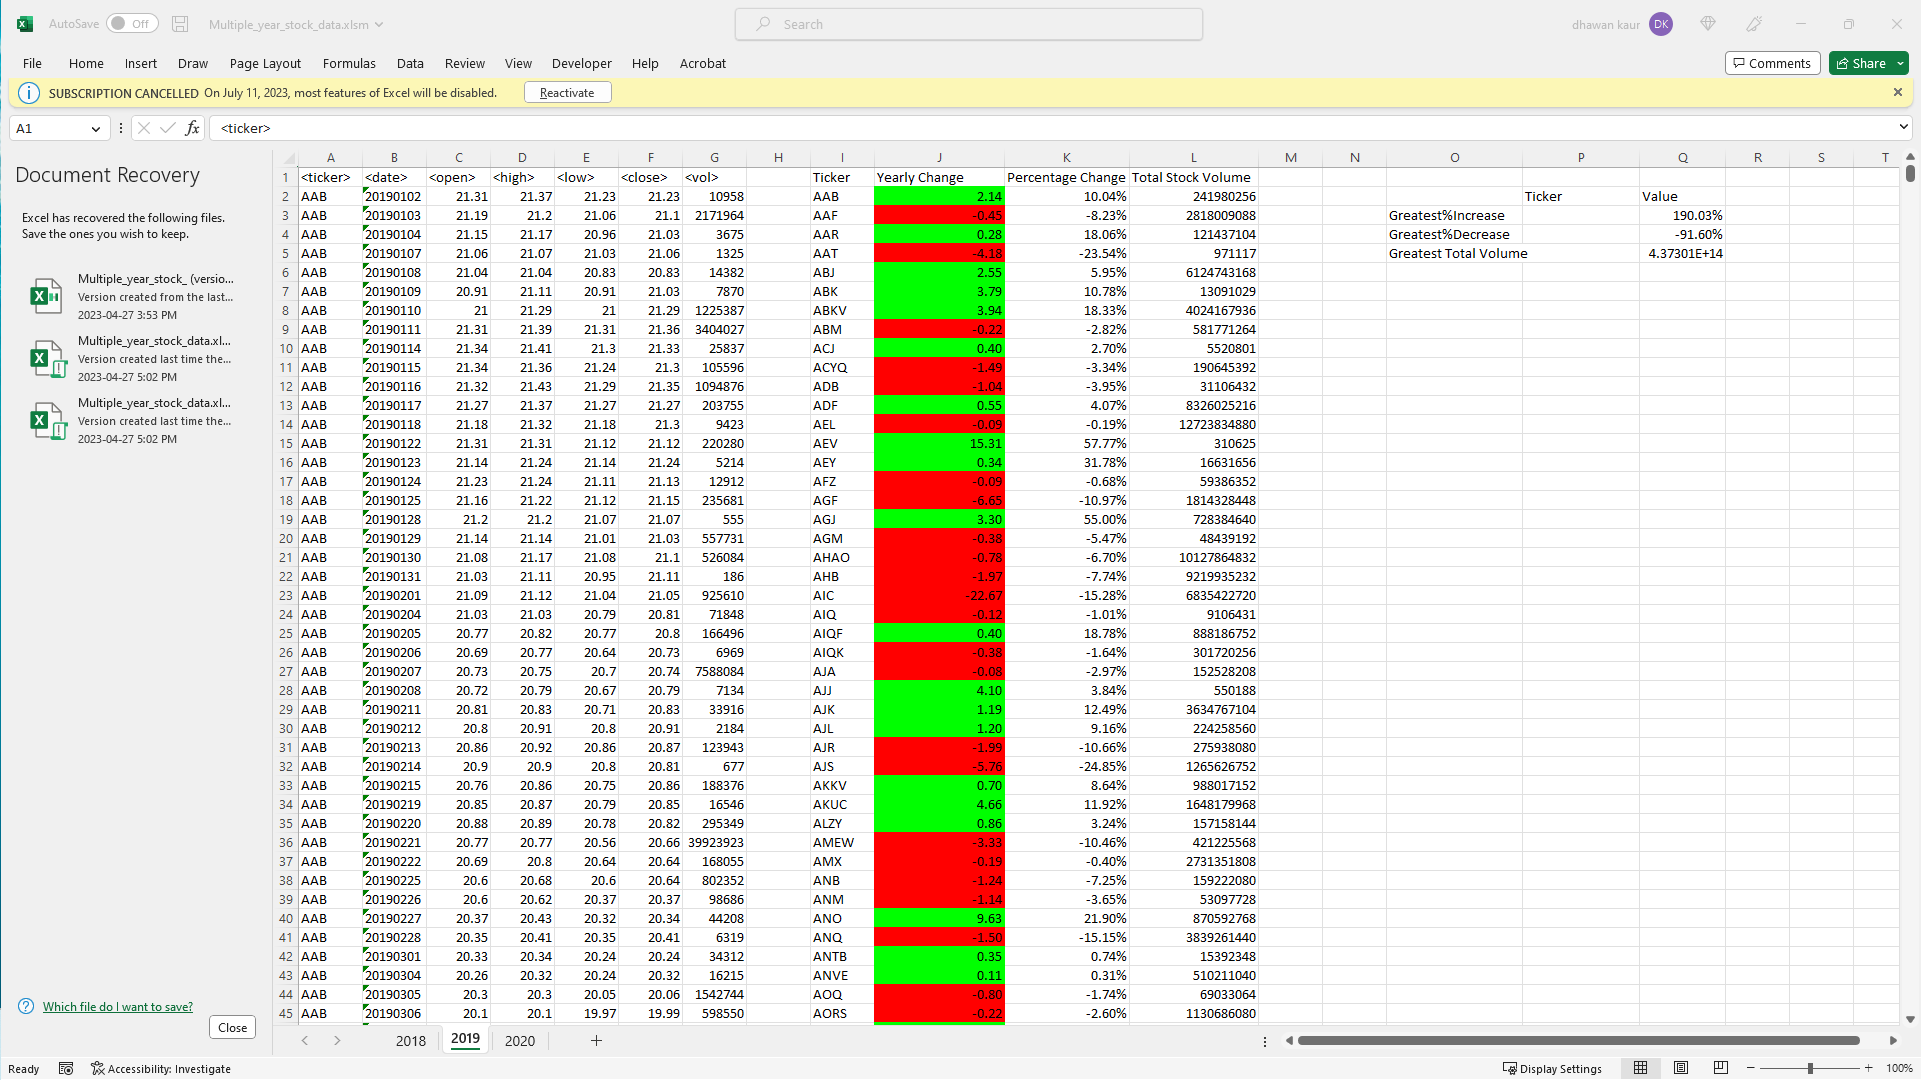 AutoSave Off Multiple_year_stock_data.xlsm Search dhawan kaur DK
File Home Insert Draw Page Layout Formulas Data Review View Developer Help Acrobat Comments Share
SUBSCRIPTION CANCELLED On July 11, 2023, most features of Excel will be disabled. Reactivate
A1 fx <ticker>
Document Recovery
Excel has recovered the following files.
Save the ones you wish to keep.
Multiple_year_stock_ (versio...
Version created from the last...
2023-04-27 3:53 PM
Multiple_year_stock_data.xl...
Version created last time the...
2023-04-27 5:02 PM
Multiple_year_stock_data.xl...
Version created last time the...
2023-04-27 5:02 PM
Which file do I want to save?
Close
A B C D E F G H I J K L M N O P Q R S T
1 <ticker> <date> <open> <high> <low> <close> <vol> Ticker Yearly Change Percentage Change Total Stock Volume
2 AAB 20190102 21.31 21.37 21.23 21.23 10958 AAB 2.14 10.04% 241980256 Ticker Value
3 AAB 20190103 21.19 21.2 21.06 21.1 2171964 AAF -0.45 -8.23% 2818009088 Greatest%Increase 190.03%
4 AAB 20190104 21.15 21.17 20.96 21.03 3675 AAR 0.28 18.06% 121437104 Greatest%Decrease -91.60%
5 AAB 20190107 21.06 21.07 21.03 21.06 1325 AAT -4.18 -23.54% 971117 Greatest Total Volume 4.37301E+14
6 AAB 20190108 21.04 21.04 20.83 20.83 14382 ABJ 2.55 5.95% 6124743168
7 AAB 20190109 20.91 21.11 20.91 21.03 7870 ABK 3.79 10.78% 13091029
8 AAB 20190110 21 21.29 21 21.29 1225387 ABKV 3.94 18.33% 4024167936
9 AAB 20190111 21.31 21.39 21.31 21.36 3404027 ABM -0.22 -2.82% 581771264
10 AAB 20190114 21.34 21.41 21.3 21.33 25837 ACJ 0.40 2.70% 5520801
11 AAB 20190115 21.34 21.36 21.24 21.3 105596 ACYQ -1.49 -3.34% 190645392
12 AAB 20190116 21.32 21.43 21.29 21.35 1094876 ADB -1.04 -3.95% 31106432
13 AAB 20190117 21.27 21.37 21.27 21.27 203755 ADF 0.55 4.07% 8326025216
14 AAB 20190118 21.18 21.32 21.18 21.3 9423 AEL -0.09 -0.19% 12723834880
15 AAB 20190122 21.31 21.31 21.12 21.12 220280 AEV 15.31 57.77% 310625
16 AAB 20190123 21.14 21.24 21.14 21.24 5214 AEY 0.34 31.78% 16631656
17 AAB 20190124 21.23 21.24 21.11 21.13 12912 AFZ -0.09 -0.68% 59386352
18 AAB 20190125 21.16 21.22 21.12 21.15 235681 AGF -6.65 -10.97% 1814328448
19 AAB 20190128 21.2 21.2 21.07 21.07 555 AGJ 3.30 55.00% 728384640
20 AAB 20190129 21.14 21.14 21.01 21.03 557731 AGM -0.38 -5.47% 48439192
21 AAB 20190130 21.08 21.17 21.08 21.1 526084 AHAO -0.78 -6.70% 10127864832
22 AAB 20190131 21.03 21.11 20.95 21.11 186 AHB -1.97 -7.74% 9219935232
23 AAB 20190201 21.09 21.12 21.04 21.05 925610 AIC -22.67 -15.28% 6835422720
24 AAB 20190204 21.03 21.03 20.79 20.81 71848 AIQ -0.12 -1.01% 9106431
25 AAB 20190205 20.77 20.82 20.77 20.8 166496 AIQF 0.40 18.78% 888186752
26 AAB 20190206 20.69 20.77 20.64 20.73 6969 AIQK -0.38 -1.64% 301720256
27 AAB 20190207 20.73 20.75 20.7 20.74 7588084 AJA -0.08 -2.97% 152528208
28 AAB 20190208 20.72 20.79 20.67 20.79 7134 AJJ 4.10 3.84% 550188
29 AAB 20190211 20.81 20.83 20.71 20.83 33916 AJK 1.19 12.49% 3634767104
30 AAB 20190212 20.8 20.91 20.8 20.91 2184 AJL 1.20 9.16% 224258560
31 AAB 20190213 20.86 20.92 20.86 20.87 123943 AJR -1.99 -10.66% 275938080
32 AAB 20190214 20.9 20.9 20.8 20.81 677 AJS -5.76 -24.85% 1265626752
33 AAB 20190215 20.76 20.86 20.75 20.86 188376 AKKV 0.70 8.64% 988017152
34 AAB 20190219 20.85 20.87 20.79 20.85 16546 AKUC 4.66 11.92% 1648179968
35 AAB 20190220 20.88 20.89 20.78 20.82 295349 ALZY 0.86 3.24% 157158144
36 AAB 20190221 20.77 20.77 20.56 20.66 39923923 AMEW -3.33 -10.46% 421225568
37 AAB 20190222 20.69 20.8 20.64 20.64 168055 AMX -0.19 -0.40% 2731351808
38 AAB 20190225 20.6 20.68 20.6 20.64 802352 ANB -1.24 -7.25% 159222080
39 AAB 20190226 20.6 20.62 20.37 20.37 98686 ANM -1.14 -3.65% 53097728
40 AAB 20190227 20.37 20.43 20.32 20.34 44208 ANO 9.63 21.90% 870592768
41 AAB 20190228 20.35 20.41 20.35 20.41 6319 ANQ -1.50 -15.15% 3839261440
42 AAB 20190301 20.33 20.34 20.24 20.24 34312 ANTB 0.35 0.74% 15392348
43 AAB 20190304 20.26 20.32 20.24 20.32 16215 ANVE 0.11 0.31% 510211040
44 AAB 20190305 20.3 20.3 20.05 20.06 1542744 AOQ -0.80 -1.74% 69033064
45 AAB 20190306 20.1 20.1 19.97 19.99 598550 AORS -0.22 -2.60% 1130686080
2018 2019 2020
Ready Accessibility: Investigate Display Settings 100%